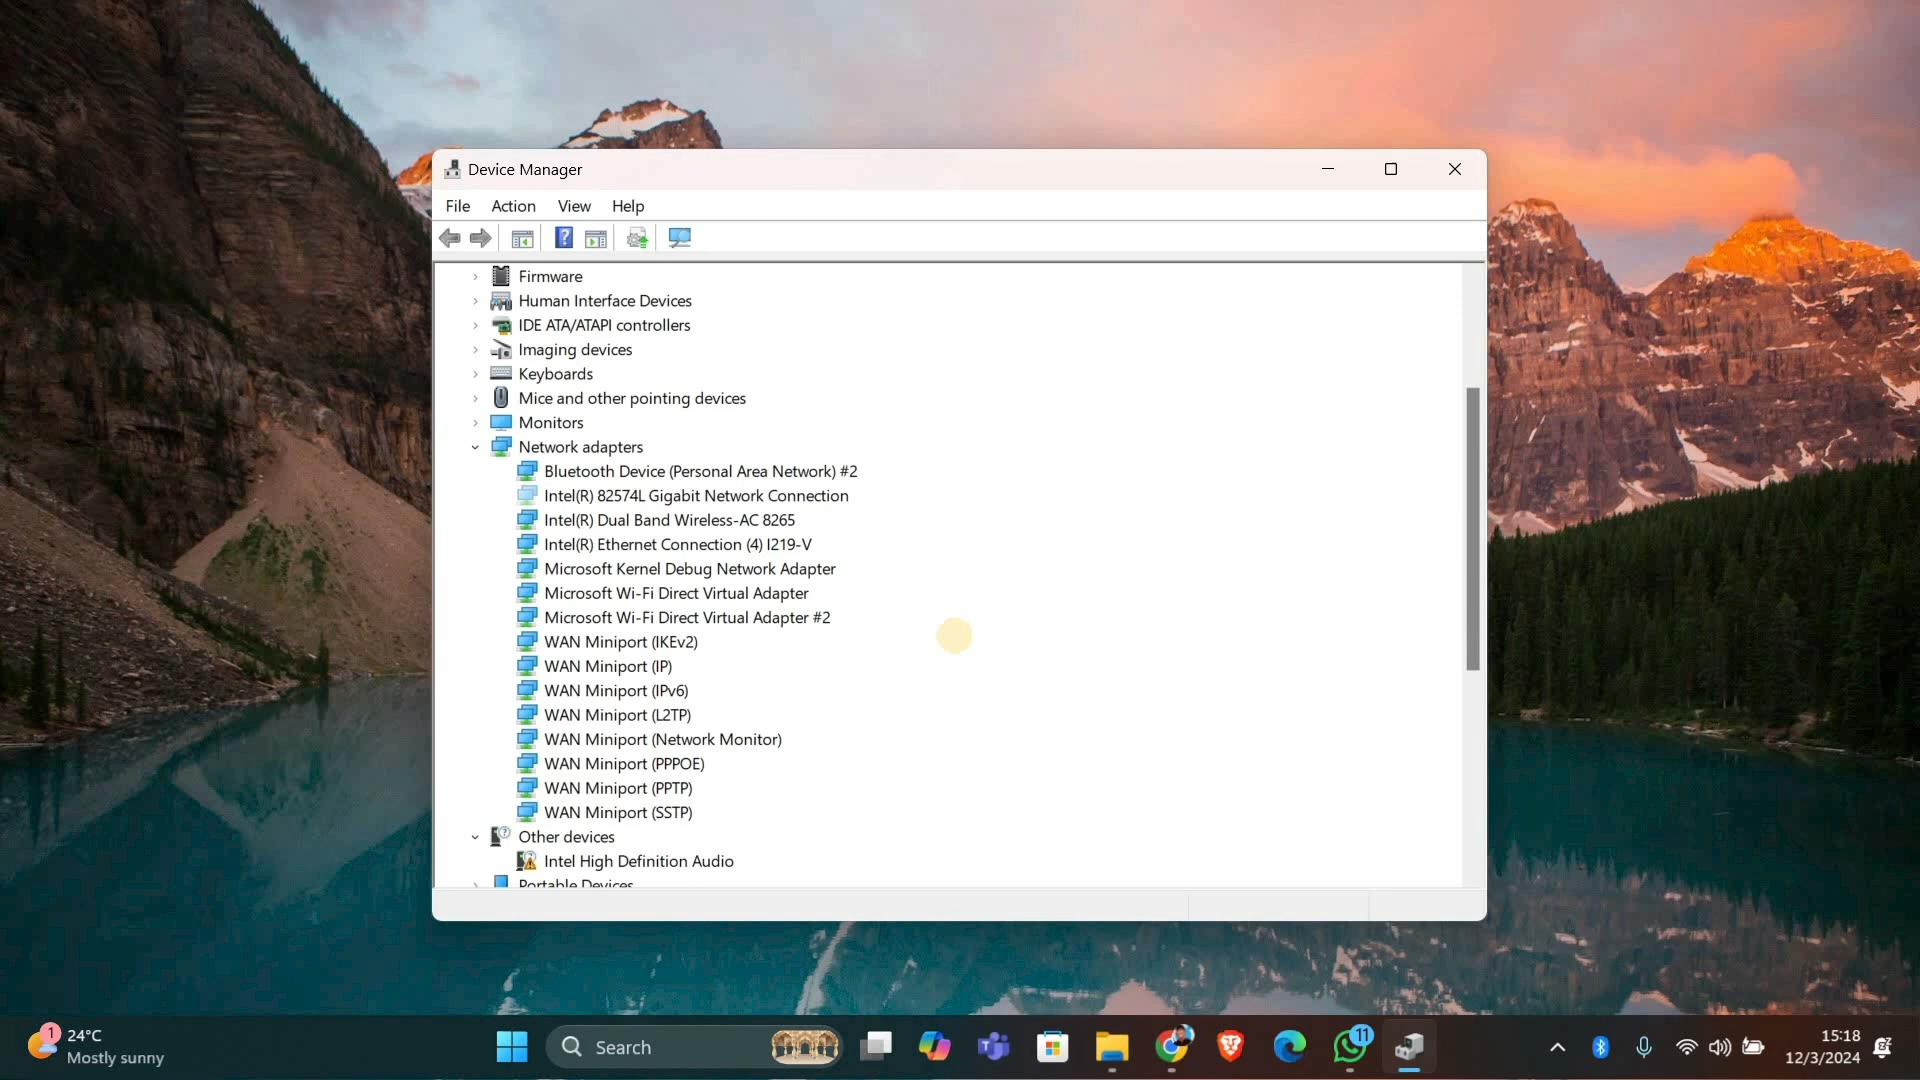 Device Manager
File Action View Help
Firmware
Human Interface Devices
IDE ATA/ATAPI controllers
Imaging devices
Keyboards
Mice and other pointing devices
Monitors
Network adapters
Bluetooth Device (Personal Area Network) #2
Intel(R) 82574L Gigabit Network Connection
Intel(R) Dual Band Wireless-AC 8265
Intel(R) Ethernet Connection (4) I219-V
Microsoft Kernel Debug Network Adapter
Microsoft Wi-Fi Direct Virtual Adapter
Microsoft Wi-Fi Direct Virtual Adapter #2
WAN Miniport (IKEv2)
WAN Miniport (IP)
WAN Miniport (IPv6)
WAN Miniport (L2TP)
WAN Miniport (Network Monitor)
WAN Miniport (PPPOE)
WAN Miniport (PPTP)
WAN Miniport (SSTP)
Other devices
Intel High Definition Audio
Portable Devices
1
24°C
Mostly sunny
Search
11
15:18
12/3/2024